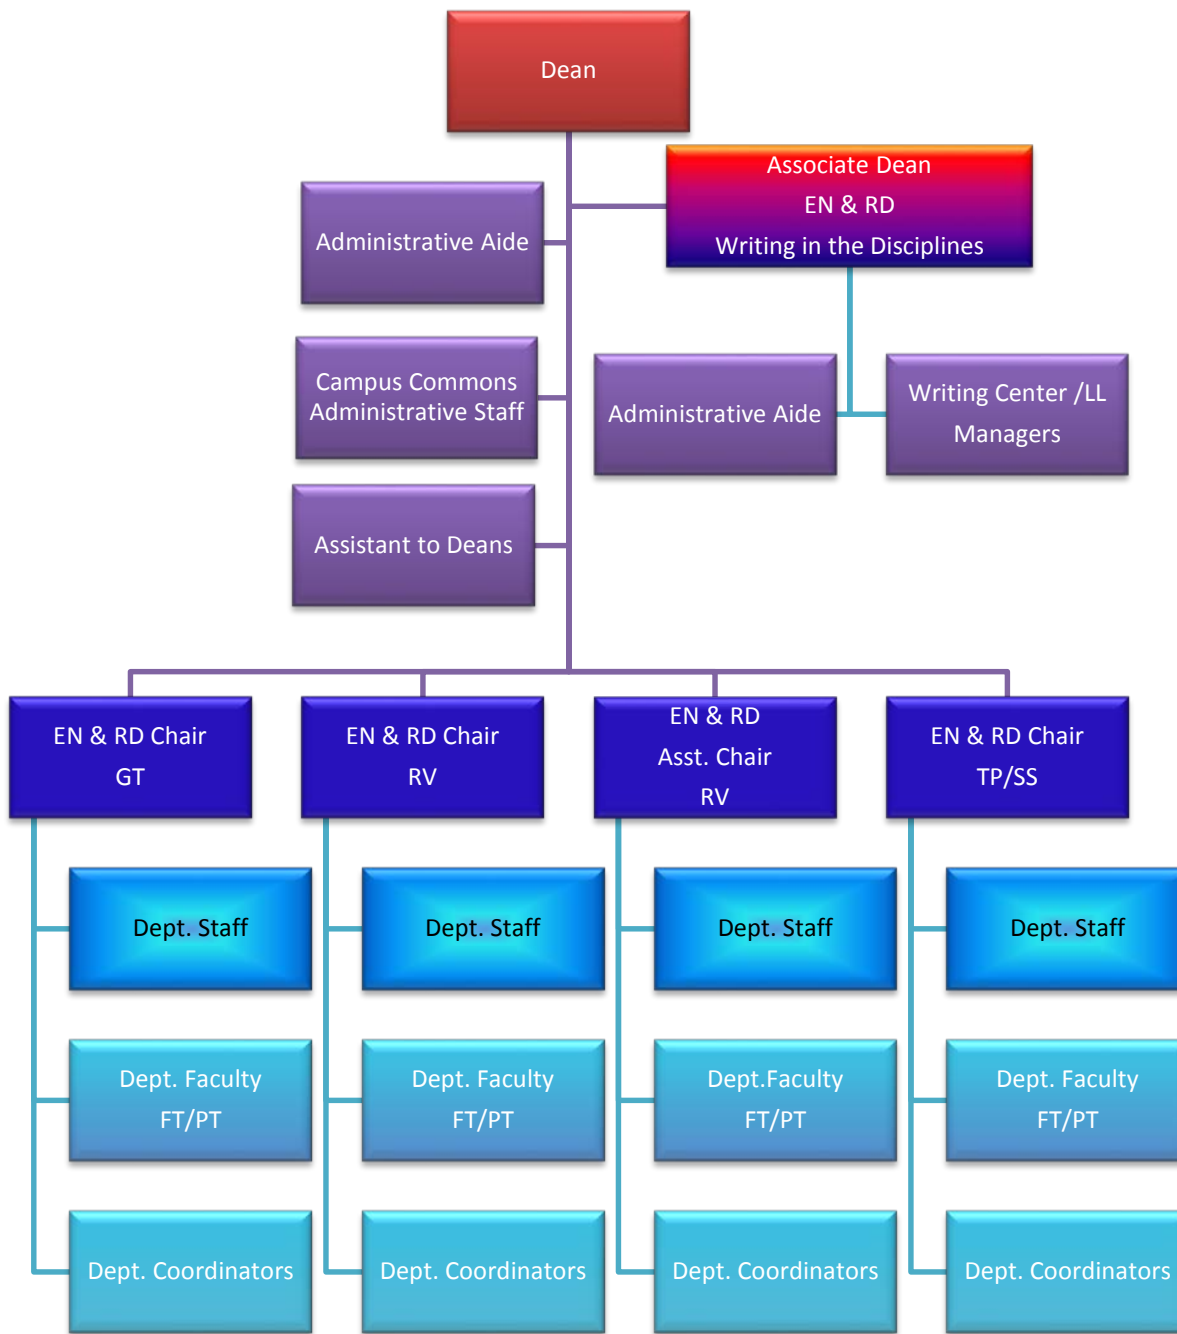 Dean
Associate Dean
EN & RD
Writing in the Disciplines
Administrative Aide
Campus Commons
Administrative Staff
Administrative Aide
Writing Center /LL
Managers
Assistant to Deans
EN & RD Chair
GT
EN & RD Chair
RV
EN & RD
Asst. Chair
RV
EN & RD Chair
TP/SS
Dept. Staff
Dept. Staff
Dept. Staff
Dept. Staff
Dept. Faculty
FT/PT
Dept. Faculty
FT/PT
Dept.Faculty
FT/PT
Dept. Faculty
FT/PT
Dept. Coordinators
Dept. Coordinators
Dept. Coordinators
Dept. Coordinators